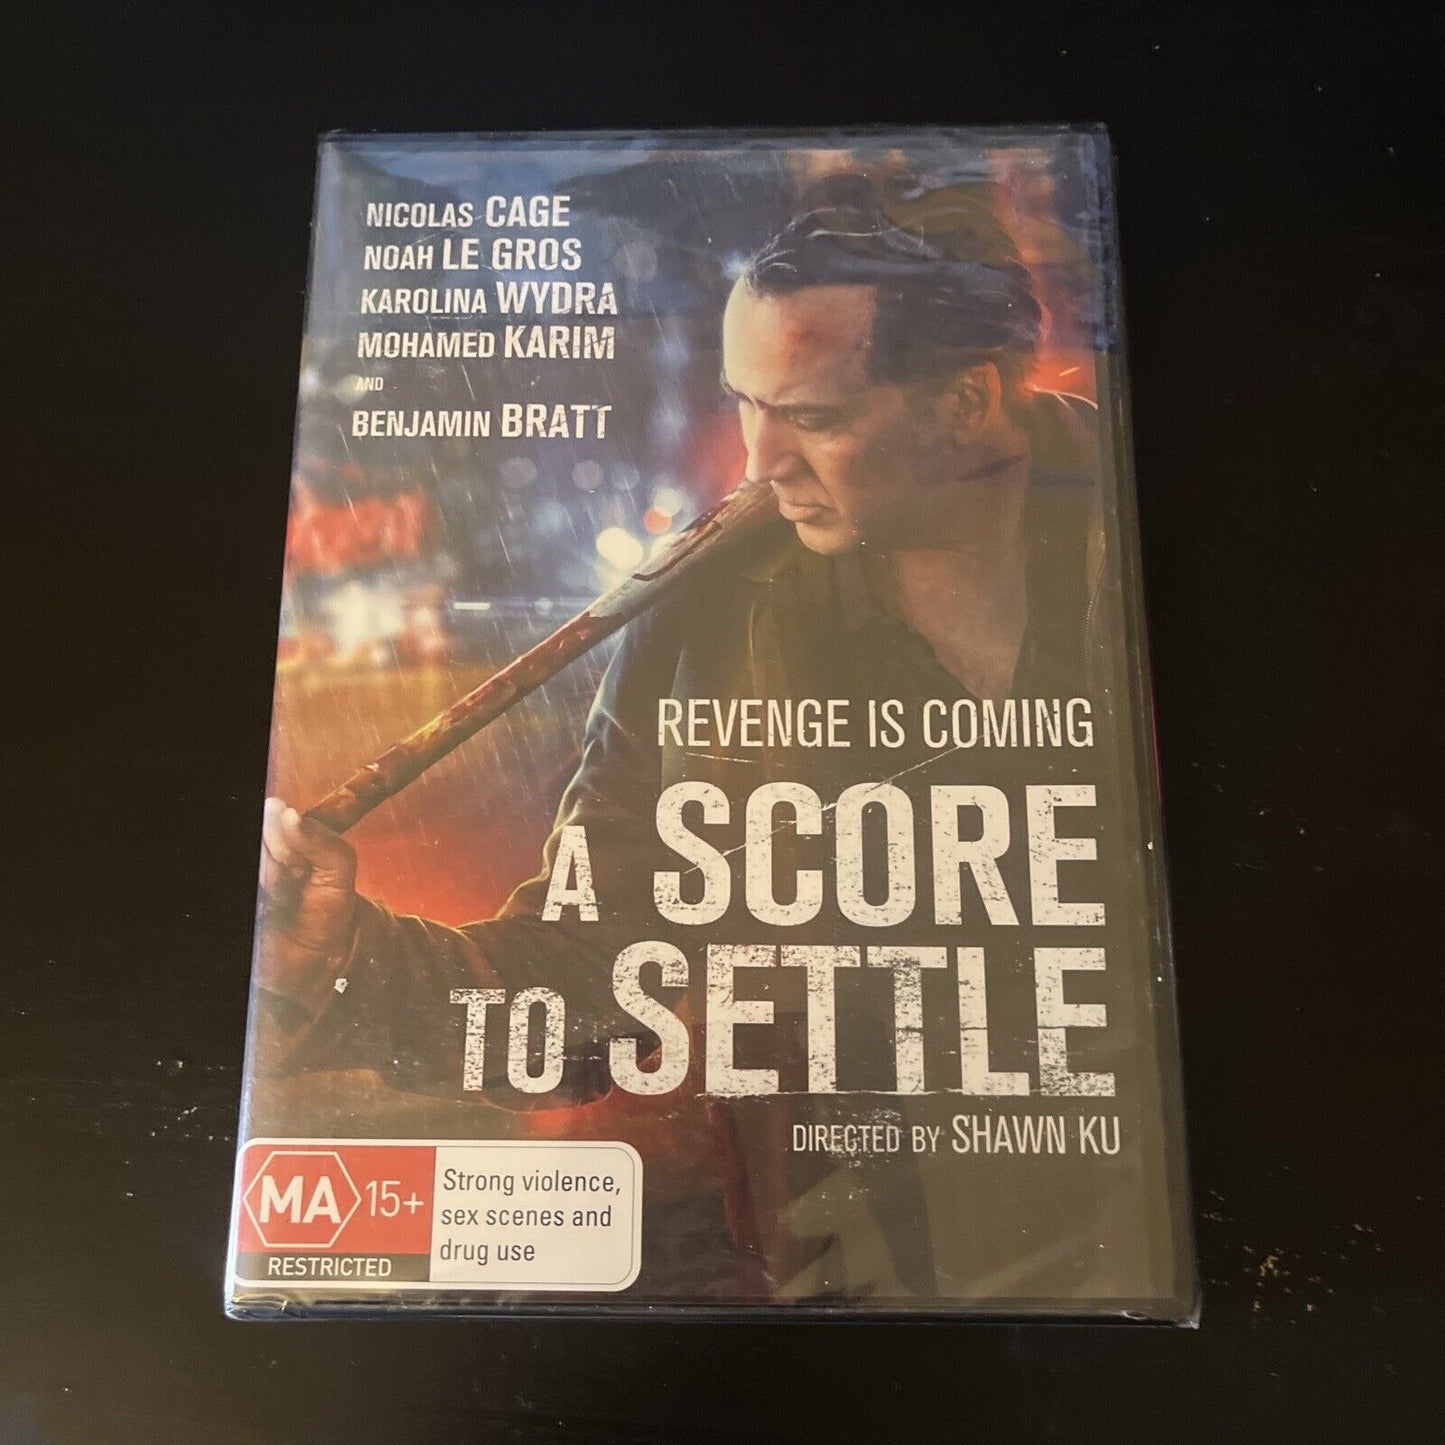 NICOLAS CAGE
NOAH LE GROS
KAROLINA WYDRA
MOHAMED KARIM
AND
BENJAMIN BRATT
REVENGE IS COMING
A SCORE
TO SETTLE
DIRECTED BY SHAWN KU
MA 15+
RESTRICTED
Strong violence,
sex scenes and
drug use